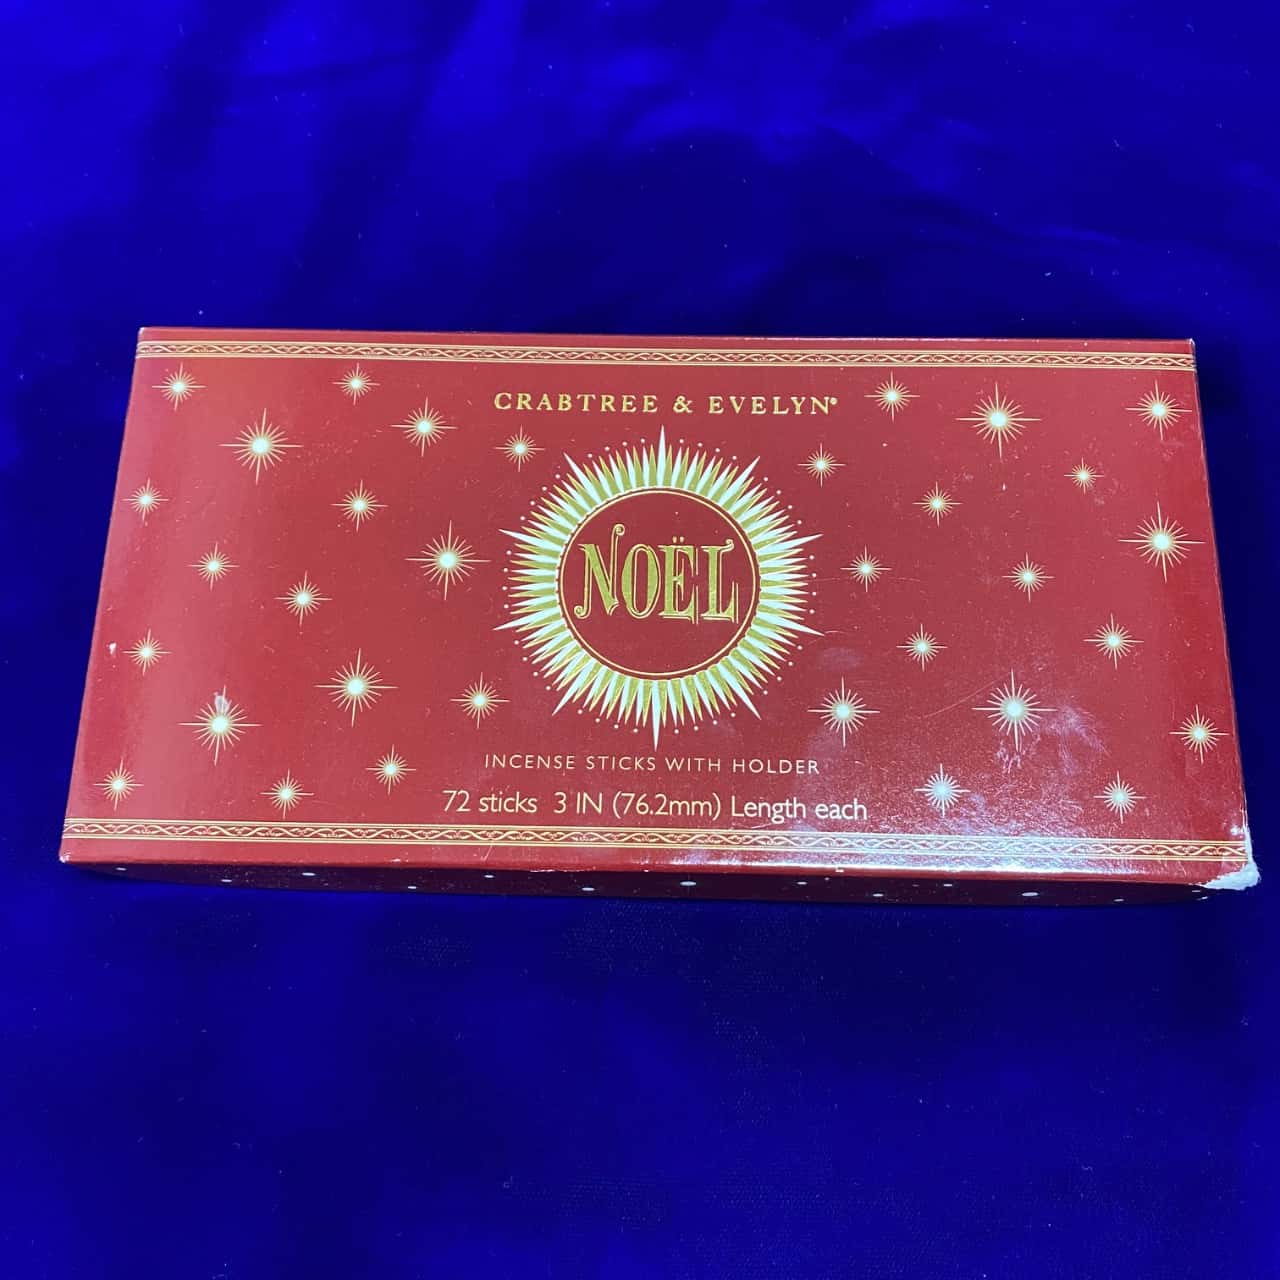 CRABTREE & EVELYN®
NOËL
INCENSE STICKS WITH HOLDER
72 sticks 3 IN (76.2mm) Length each